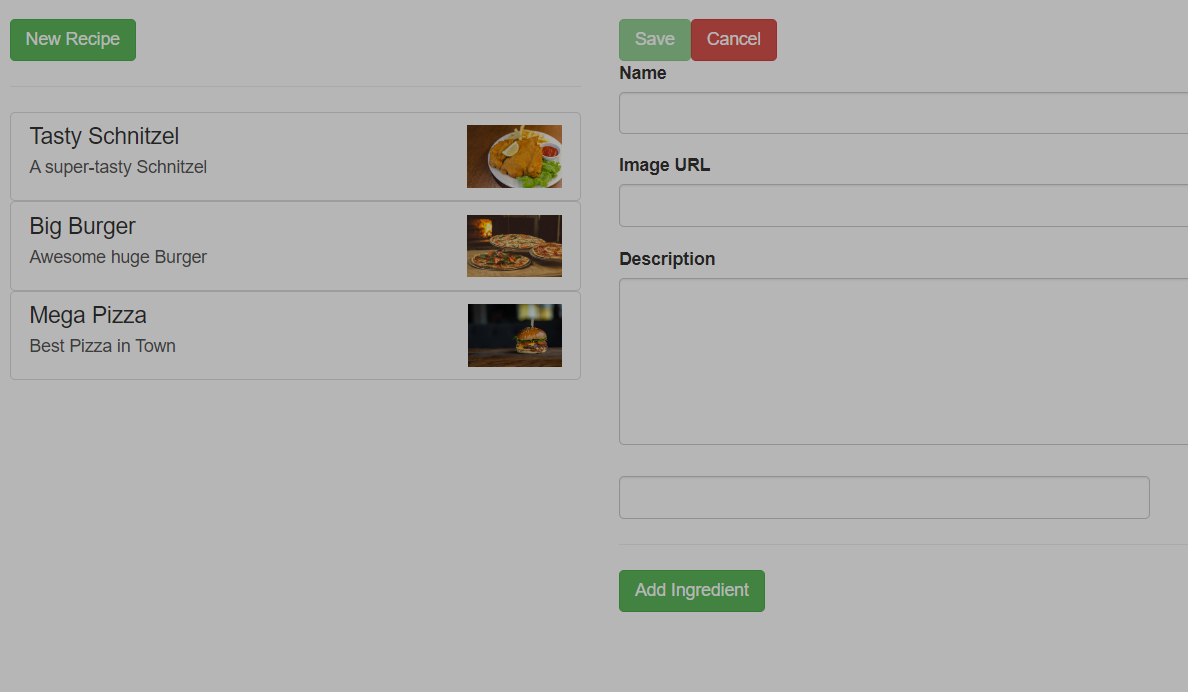 New Recipe
Tasty Schnitzel
A super-tasty Schnitzel
Big Burger
Awesome huge Burger
Mega Pizza
Best Pizza in Town
Save Cancel
Name
Image URL
Description
Add Ingredient